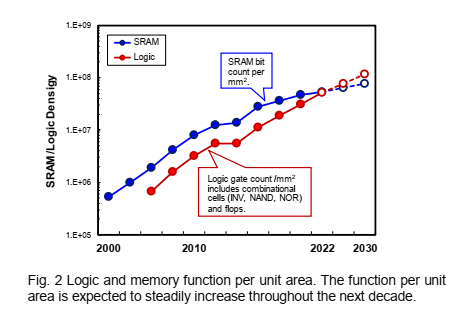 1.E+09
SRAM
Logic
SRAM bit
count per
mm².
1.E+08
SRAM/Logic Densigy
1.E+07
Logic gate count /mm²
includes combinational
cells (INV, NAND, NOR)
and flops.
1.E+06
1.E+05
2000 2010 2022 2030
Fig. 2 Logic and memory function per unit area. The function per unit
area is expected to steadily increase throughout the next decade.